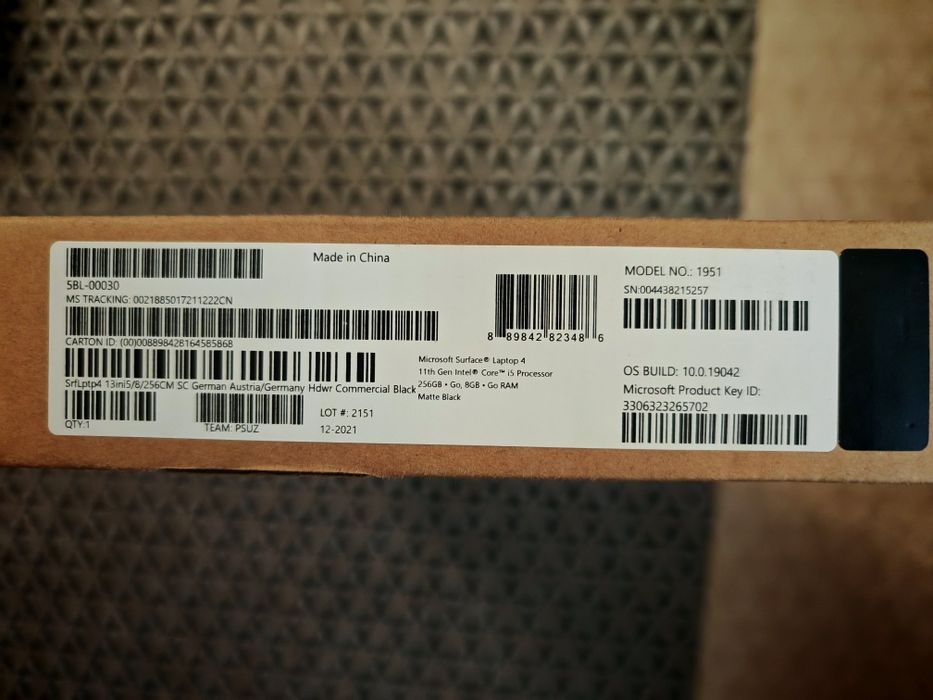 Made in China
5BL-00030
MS TRACKING: 0021885017211222CN
CARTON ID: (00)008898428164585868
SrfLptp4 13ini5/8/256CM SC German Austria/Germany Hdwr Commercial Black
QTY:1
TEAM: PSUZ
LOT #: 2151
12-2021
8 89842 82348 6
Microsoft Surface® Laptop 4
11th Gen Intel® Core™ i5 Processor
256GB • Go, 8GB • Go RAM
Matte Black
MODEL NO.: 1951
SN:004438215257
OS BUILD: 10.0.19042
Microsoft Product Key ID:
3306323265702